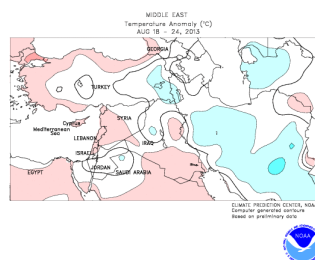 MIDDLE EAST
Temperature Anomaly (°C)
AUG 18 - 24, 2013
GEORGIA
TURKEY
SYRIA
Cyprus
Mediterranean
Sea
LEBANON
IRAQ
ISRAEL
JORDAN
EGYPT
SAUDI ARABIA
CLIMATE PREDICTION CENTER, NOAA
Computer generated contours
Based on preliminary data
NOAA